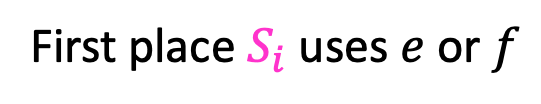 First place Sᵢ uses e or f